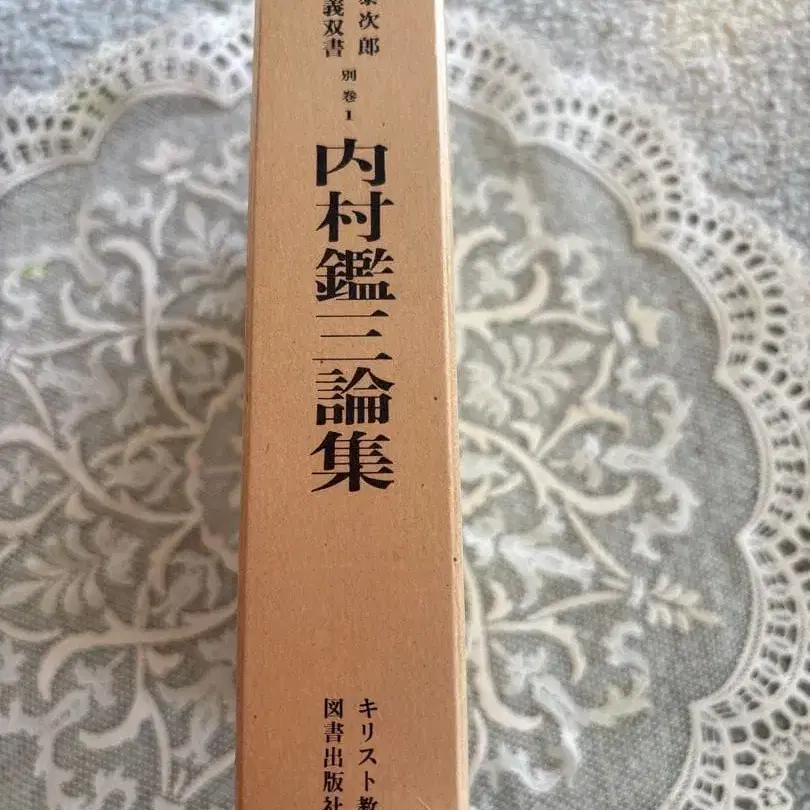 次郎
義双書
別巻1
内村鑑三論集
キリスト教
図書出版社